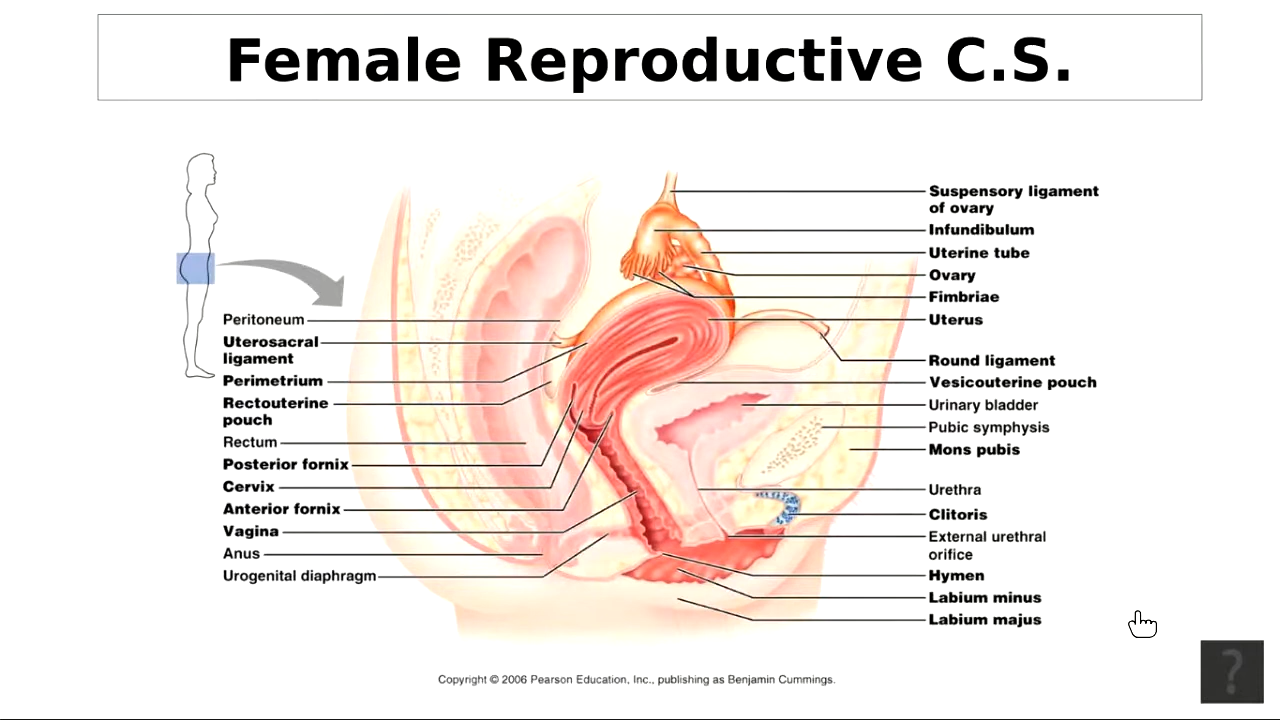 Female Reproductive C.S.
Peritoneum
Uterosacral
ligament
Perimetrium
Rectouterine
pouch
Rectum
Posterior fornix
Cervix
Anterior fornix
Vagina
Anus
Urogenital diaphragm
Suspensory ligament
of ovary
Infundibulum
Uterine tube
Ovary
Fimbriae
Uterus
Round ligament
Vesicouterine pouch
Urinary bladder
Pubic symphysis
Mons pubis
Urethra
Clitoris
External urethral
orifice
Hymen
Labium minus
Labium majus
Copyright © 2006 Pearson Education, Inc., publishing as Benjamin Cummings.
?